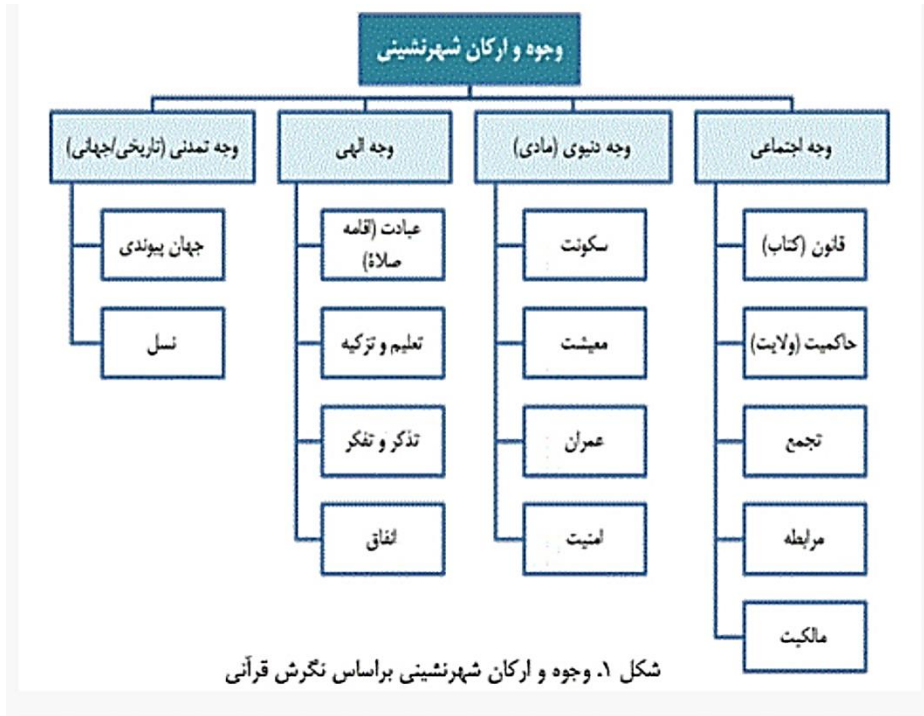 وجوه و ارکان شهرنشینی
وجه اجتماعی
قانون (کتاب)
حاکمیت (ولایت)
تجمع
مرابطه
مالکیت
وجه دنیوی (مادی)
سکونت
معیشت
عمران
امنیت
وجه الهی
عبادت (اقامه
صلاة)
تعلیم و تزکیه
تذکر و تفکر
انفاق
وجه تمدنی (تاریخی/جهانی)
جهان پیوندی
نسل
شکل ۱. وجوه و ارکان شهرنشینی براساس نگرش قرآنی